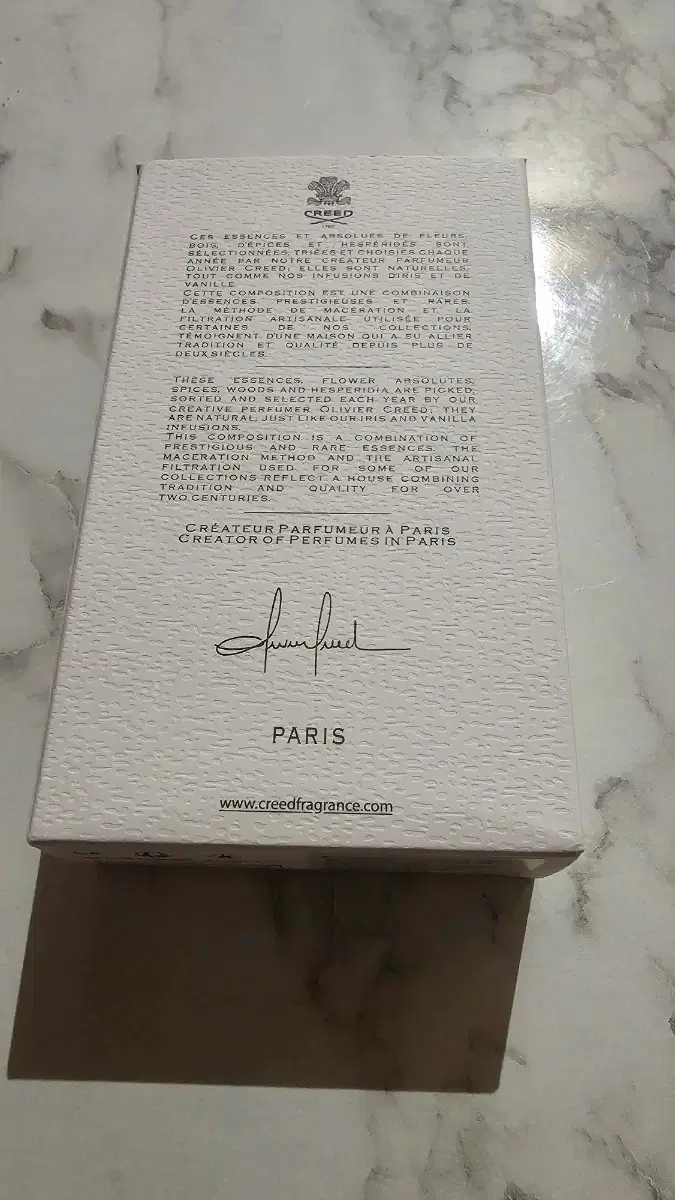 CREED
1760
CES ESSENCES ET ABSOLUES DE FLEURS,
BOIS, D'ÉPICES ET HESPÉRIDÉS SONT
SÉLECTIONNÉES, TRIÉES ET CHOISIES CHAQUE
ANNÉE PAR NOTRE CRÉATEUR PARFUMEUR
OLIVIER CREED; ELLES SONT NATURELLES,
TOUT COMME NOS INFUSIONS D'IRIS ET DE
VANILLE.
CETTE COMPOSITION EST UNE COMBINAISON
D'ESSENCES PRESTIGIEUSES ET RARES.
LA MÉTHODE DE MACÉRATION ET LA
FILTRATION ARTISANALE UTILISÉE POUR
CERTAINES DE NOS COLLECTIONS,
TÉMOIGNENT D'UNE MAISON QUI A SU ALLIER
TRADITION ET QUALITÉ DEPUIS PLUS DE
DEUX SIÈCLES.
THESE ESSENCES, FLOWER ABSOLUTES,
SPICES, WOODS AND HESPERIDIA ARE PICKED,
SORTED AND SELECTED EACH YEAR BY OUR
CREATIVE PERFUMER OLIVIER CREED; THEY
ARE NATURAL, JUST LIKE OUR IRIS AND VANILLA
INFUSIONS.
THIS COMPOSITION IS A COMBINATION OF
PRESTIGIOUS AND RARE ESSENCES. THE
MACERATION METHOD AND THE ARTISANAL
FILTRATION USED FOR SOME OF OUR
COLLECTIONS REFLECT A HOUSE COMBINING
TRADITION AND QUALITY FOR OVER
TWO CENTURIES.
CRÉATEUR PARFUMEUR À PARIS
CREATOR OF PERFUMES IN PARIS
Olivier Creed
PARIS
www.creedfragrance.com